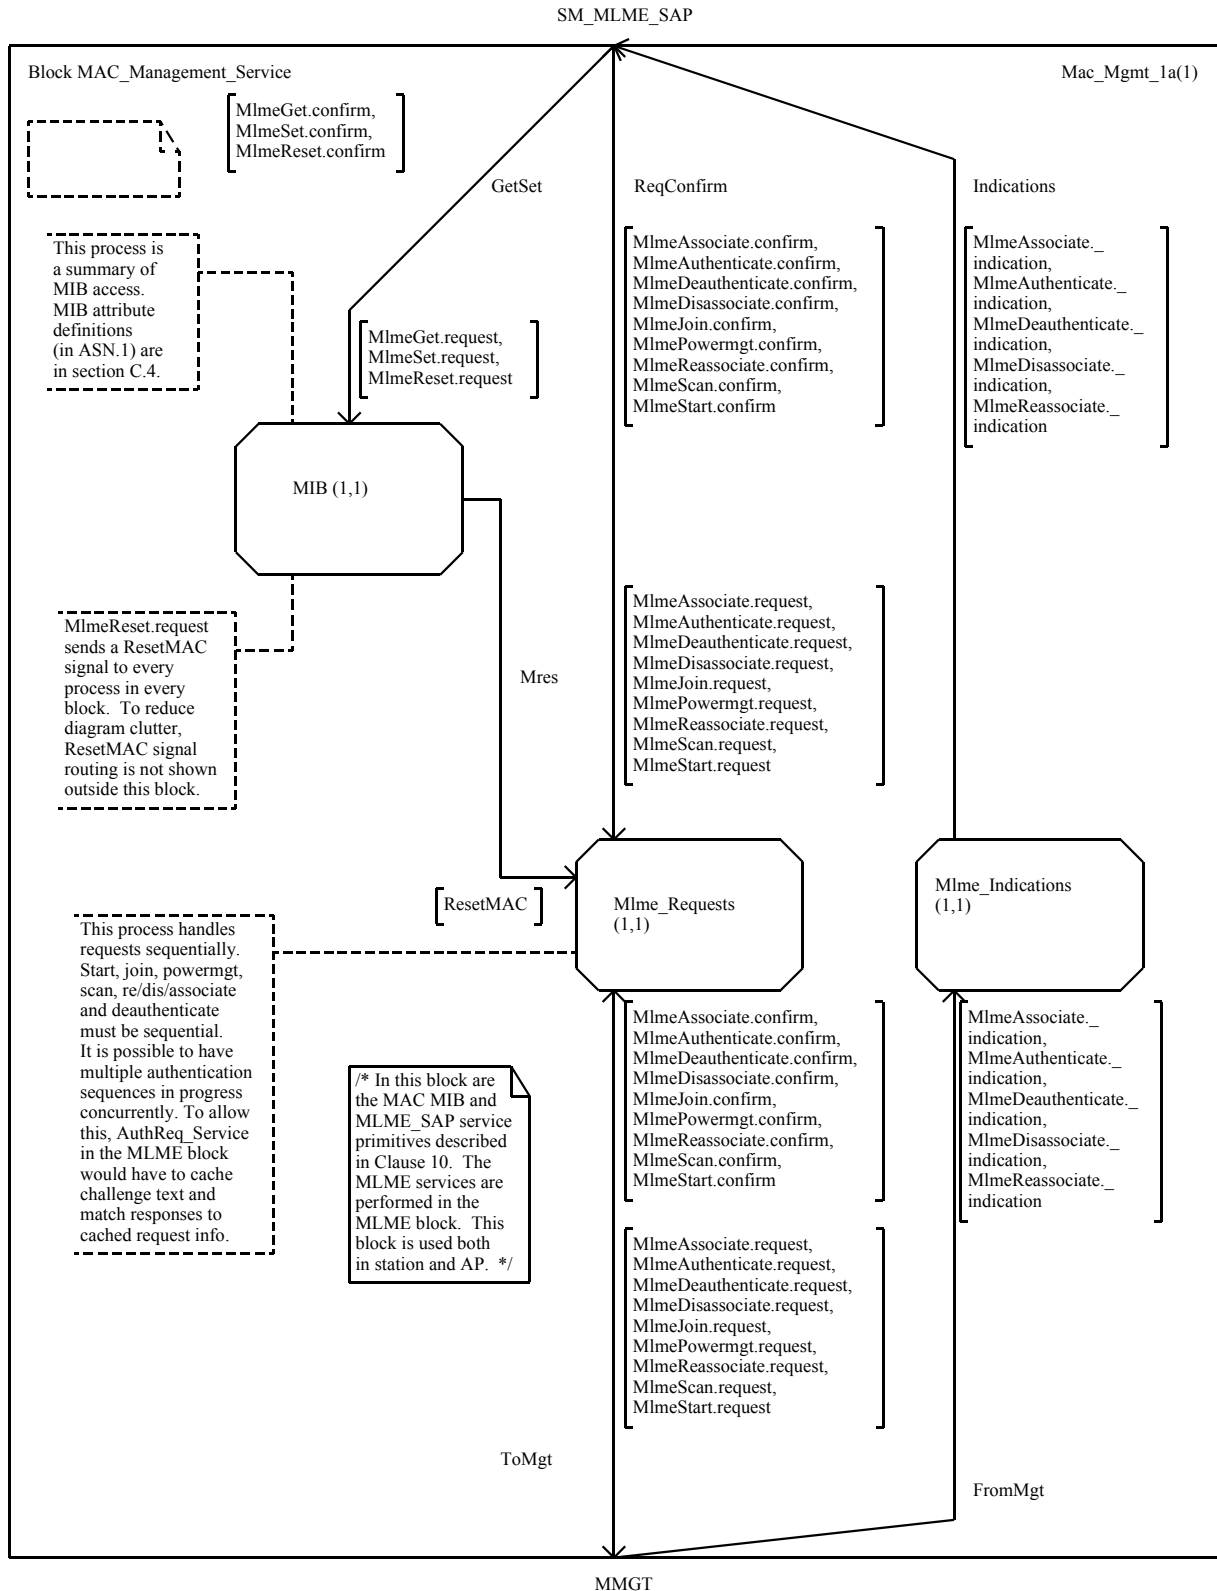 SM_MLME_SAP
Block MAC_Management_Service
Mac_Mgmt_1a(1)
MlmeGet.confirm,
MlmeSet.confirm,
MlmeReset.confirm
GetSet
ReqConfirm
Indications
This process is
a summary of
MIB access.
MIB attribute
definitions
(in ASN.1) are
in section C.4.
MlmeGet.request,
MlmeSet.request,
MlmeReset.request
MlmeAssociate.confirm,
MlmeAuthenticate.confirm,
MlmeDeauthenticate.confirm,
MlmeDisassociate.confirm,
MlmeJoin.confirm,
MlmePowermgt.confirm,
MlmeReassociate.confirm,
MlmeScan.confirm,
MlmeStart.confirm
MlmeAssociate._
indication,
MlmeAuthenticate._
indication,
MlmeDeauthenticate._
indication,
MlmeDisassociate._
indication,
MlmeReassociate._
indication
MIB (1,1)
MlmeReset.request
sends a ResetMAC
signal to every
process in every
block. To reduce
diagram clutter,
ResetMAC signal
routing is not shown
outside this block.
Mres
MlmeAssociate.request,
MlmeAuthenticate.request,
MlmeDeauthenticate.request,
MlmeDisassociate.request,
MlmeJoin.request,
MlmePowermgt.request,
MlmeReassociate.request,
MlmeScan.request,
MlmeStart.request
ResetMAC
Mlme_Requests
(1,1)
Mlme_Indications
(1,1)
This process handles
requests sequentially.
Start, join, powermgt,
scan, re/dis/associate
and deauthenticate
must be sequential.
It is possible to have
multiple authentication
sequences in progress
concurrently. To allow
this, AuthReq_Service
in the MLME block
would have to cache
challenge text and
match responses to
cached request info.
/* In this block are
the MAC MIB and
MLME_SAP service
primitives described
in Clause 10. The
MLME services are
performed in the
MLME block. This
block is used both
in station and AP. */
MlmeAssociate.confirm,
MlmeAuthenticate.confirm,
MlmeDeauthenticate.confirm,
MlmeDisassociate.confirm,
MlmeJoin.confirm,
MlmePowermgt.confirm,
MlmeReassociate.confirm,
MlmeScan.confirm,
MlmeStart.confirm
MlmeAssociate._
indication,
MlmeAuthenticate._
indication,
MlmeDeauthenticate._
indication,
MlmeDisassociate._
indication,
MlmeReassociate._
indication
MlmeAssociate.request,
MlmeAuthenticate.request,
MlmeDeauthenticate.request,
MlmeDisassociate.request,
MlmeJoin.request,
MlmePowermgt.request,
MlmeReassociate.request,
MlmeScan.request,
MlmeStart.request
ToMgt
FromMgt
MMGT